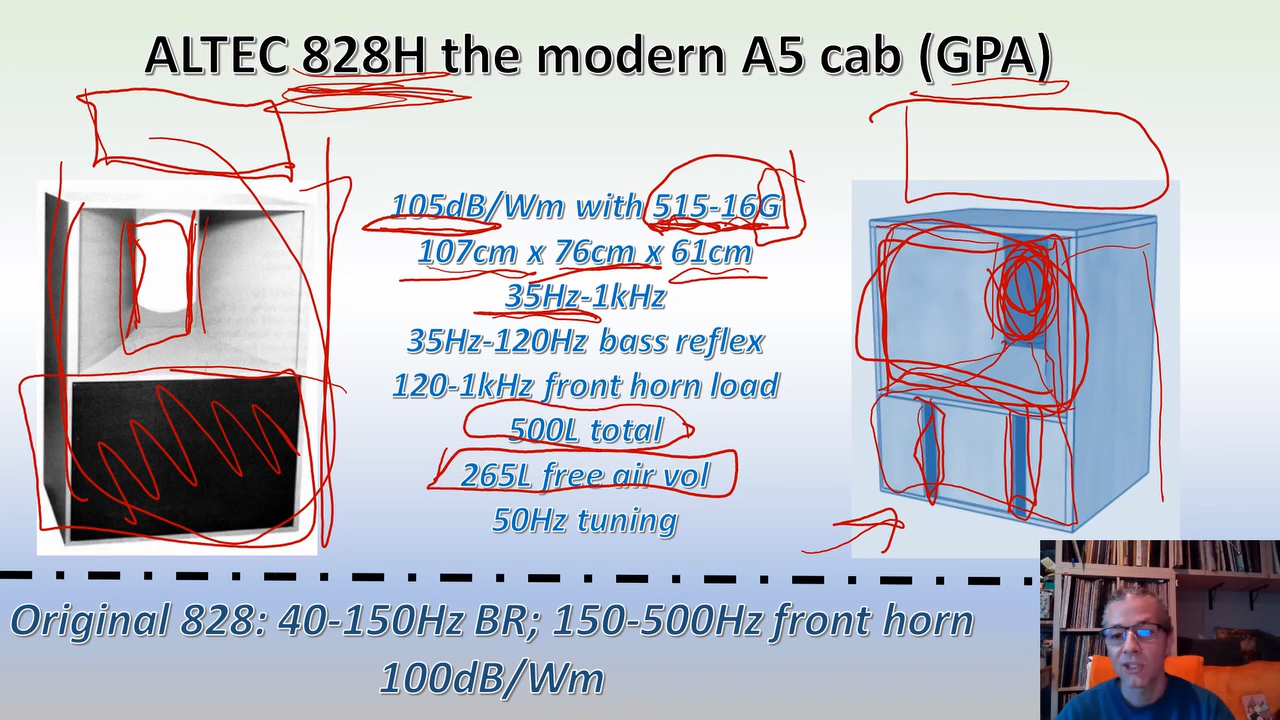 ALTEC 828H the modern A5 cab (GPA)
105dB/Wm with 515-16G
107cm x 76cm x 61cm
35Hz-1kHz
35Hz-120Hz bass reflex
120-1kHz front horn load
500L total
265L free air vol
50Hz tuning
Original 828: 40-150Hz BR; 150-500Hz front horn
100dB/Wm